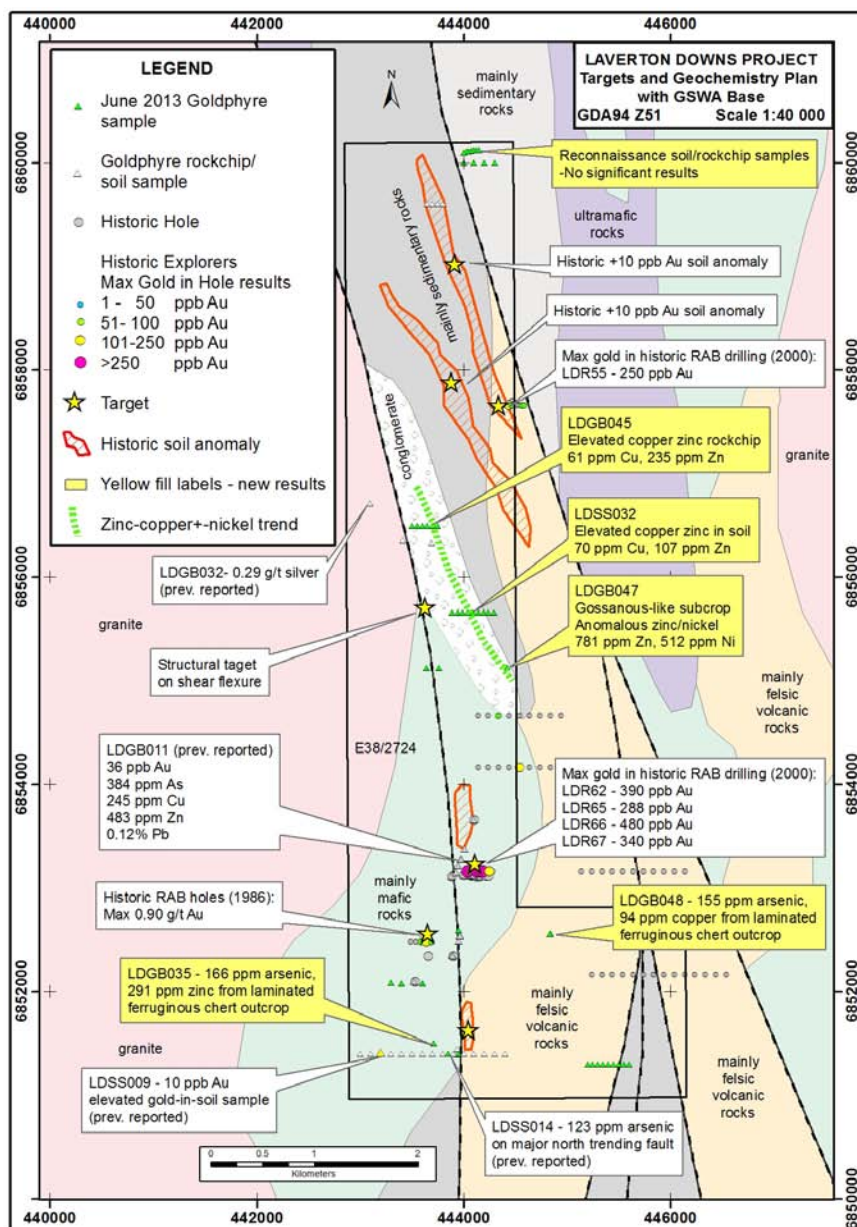 440000
442000
444000
446000
LEGEND
June 2013 Goldphyre
sample
Goldphyre rockchip/
soil sample
Historic Hole
Historic Explorers
Max Gold in Hole results
1 - 50 ppb Au
51- 100 ppb Au
101-250 ppb Au
>250 ppb Au
Target
Historic soil anomaly
Yellow fill labels - new results
Zinc-copper+-nickel trend
N
mainly
sedimentary
rocks
LAVERTON DOWNS PROJECT
Targets and Geochemistry Plan
with GSWA Base
GDA94 Z51 Scale 1:40 000
6860000
6860000
Reconnaissance soil/rockchip samples
-No significant results
ultramafic
rocks
mainly sedimentary rocks
Historic +10 ppb Au soil anomaly
Historic +10 ppb Au soil anomaly
6858000
6858000
Max gold in historic RAB drilling (2000):
LDR55 - 250 ppb Au
conglomerate
LDGB045
Elevated copper zinc rockchip
61 ppm Cu, 235 ppm Zn
granite
LDSS032
Elevated copper zinc in soil
70 ppm Cu, 107 ppm Zn
LDGB032- 0.29 g/t silver
(prev. reported)
6856000
6856000
granite
LDGB047
Gossanous-like subcrop
Anomalous zinc/nickel
781 ppm Zn, 512 ppm Ni
Structural taget
on shear flexure
mainly
felsic
volcanic
rocks
LDGB011 (prev. reported)
36 ppb Au
384 ppm As
245 ppm Cu
483 ppm Zn
0.12% Pb
E38/2724
Max gold in historic RAB drilling (2000):
LDR62 - 390 ppb Au
LDR65 - 288 ppb Au
LDR66 - 480 ppb Au
LDR67 - 340 ppb Au
6854000
6854000
mainly
mafic
rocks
Historic RAB holes (1986):
Max 0.90 g/t Au
LDGB048 - 155 ppm arsenic,
94 ppm copper from laminated
ferruginous chert outcrop
LDGB035 - 166 ppm arsenic,
291 ppm zinc from laminated
ferruginous chert outcrop
6852000
6852000
mainly
felsic
volcanic
rocks
granite
mainly
felsic
volcanic
rocks
LDSS009 - 10 ppb Au
elevated gold-in-soil sample
(prev. reported)
LDSS014 - 123 ppm arsenic
on major north trending fault
(prev. reported)
0 0.5 1 2
Kilometers
6850000
440000
442000
444000
446000